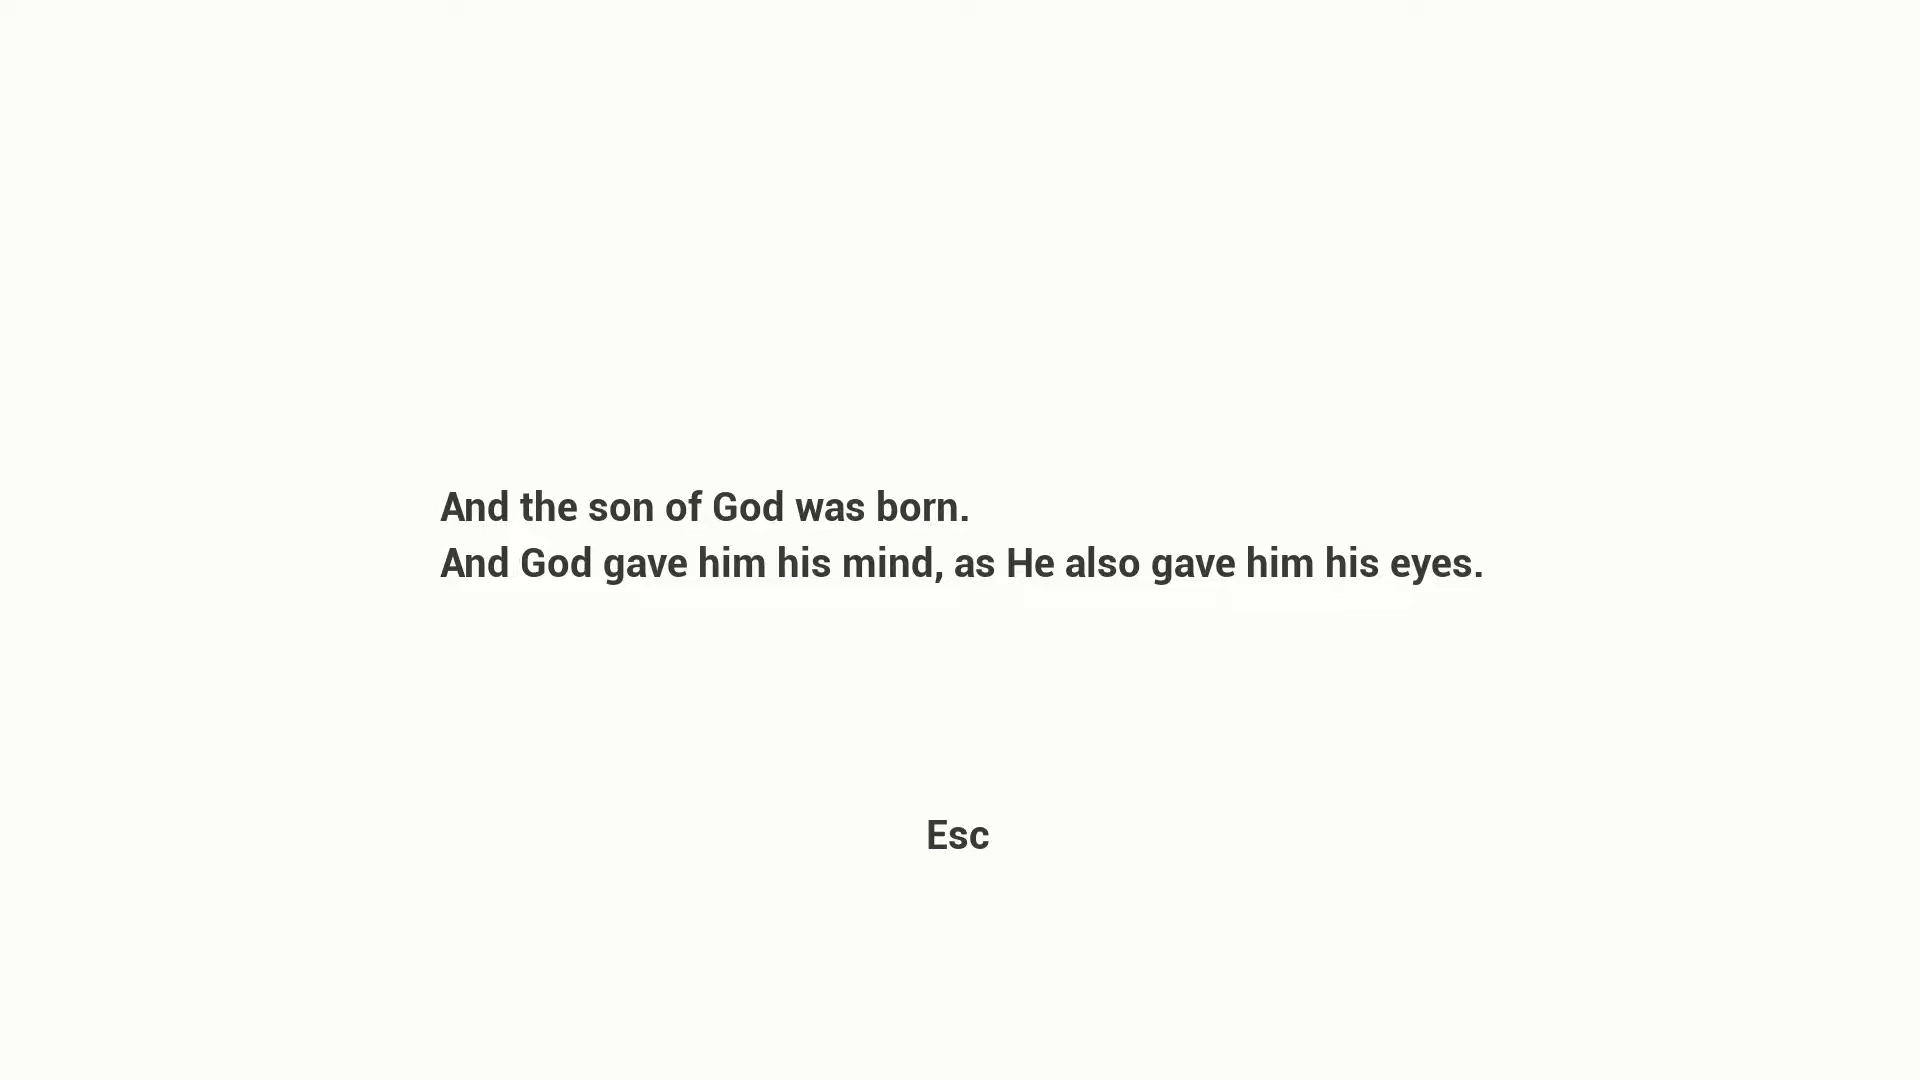 And the son of God was born.
And God gave him his mind, as He also gave him his eyes.
Esc